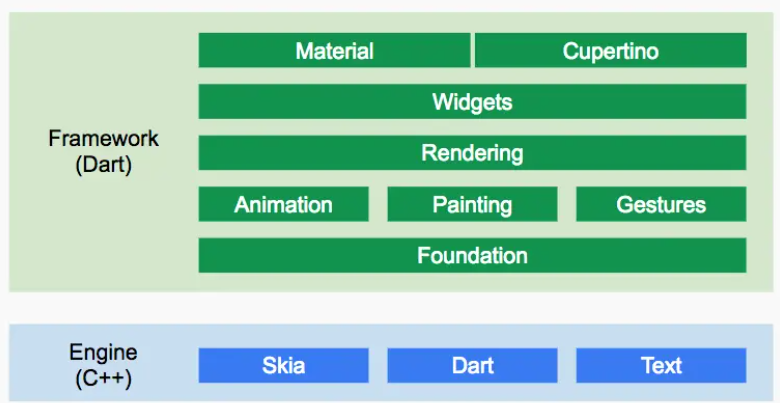 Material Cupertino
Widgets
Framework
(Dart)
Rendering
Animation Painting Gestures
Foundation
Engine
(C++)
Skia Dart Text